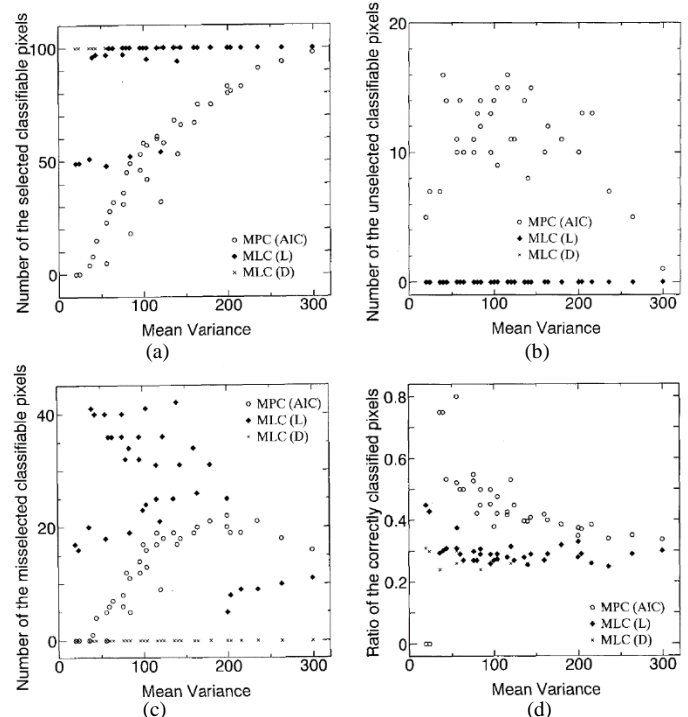 Number of the selected classifiable pixels
100
50
0
MPC (AIC)
MLC (L)
MLC (D)
0 100 200 300
Mean Variance
(a)
Number of the unselected classifiable pixels
20
10
0
MPC (AIC)
MLC (L)
MLC (D)
0 100 200 300
Mean Variance
(b)
Number of the misselected classifiable pixels
40
20
0
MPC (AIC)
MLC (L)
MLC (D)
0 100 200 300
Mean Variance
(c)
Ratio of the correctly classified pixels
0.8
0.6
0.4
0.2
0
MPC (AIC)
MLC (L)
MLC (D)
0 100 200 300
Mean Variance
(d)